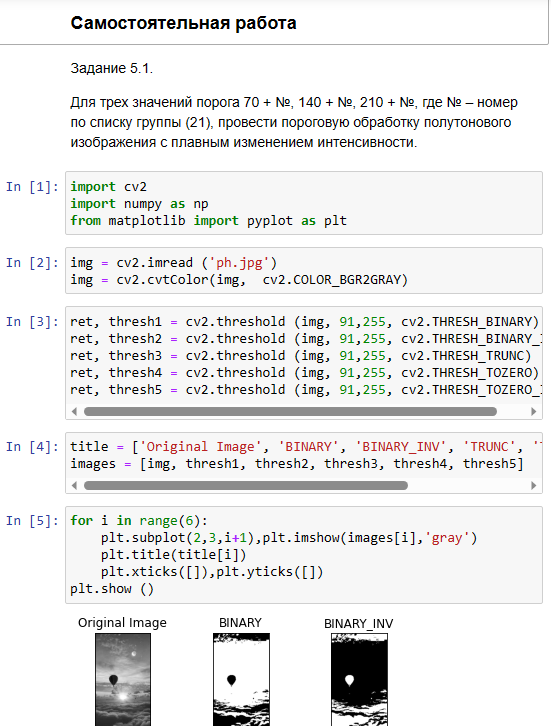 Самостоятельная работа
Задание 5.1.
Для трех значений порога 70 + №, 140 + №, 210 + №, где № – номер
по списку группы (21), провести пороговую обработку полутонового
изображения с плавным изменением интенсивности.
In [1]: import cv2
import numpy as np
from matplotlib import pyplot as plt
In [2]: img = cv2.imread ('ph.jpg')
img = cv2.cvtColor(img,  cv2.COLOR_BGR2GRAY)
In [3]: ret, thresh1 = cv2.threshold (img, 91,255, cv2.THRESH_BINARY)
ret, thresh2 = cv2.threshold (img, 91,255, cv2.THRESH_BINARY_
ret, thresh3 = cv2.threshold (img, 91,255, cv2.THRESH_TRUNC)
ret, thresh4 = cv2.threshold (img, 91,255, cv2.THRESH_TOZERO)
ret, thresh5 = cv2.threshold (img, 91,255, cv2.THRESH_TOZERO_
In [4]: title = ['Original Image', 'BINARY', 'BINARY_INV', 'TRUNC', '
images = [img, thresh1, thresh2, thresh3, thresh4, thresh5]
In [5]: for i in range(6):
    plt.subplot(2,3,i+1),plt.imshow(images[i],'gray')
    plt.title(title[i])
    plt.xticks([]),plt.yticks([])
plt.show ()
Original Image BINARY BINARY_INV